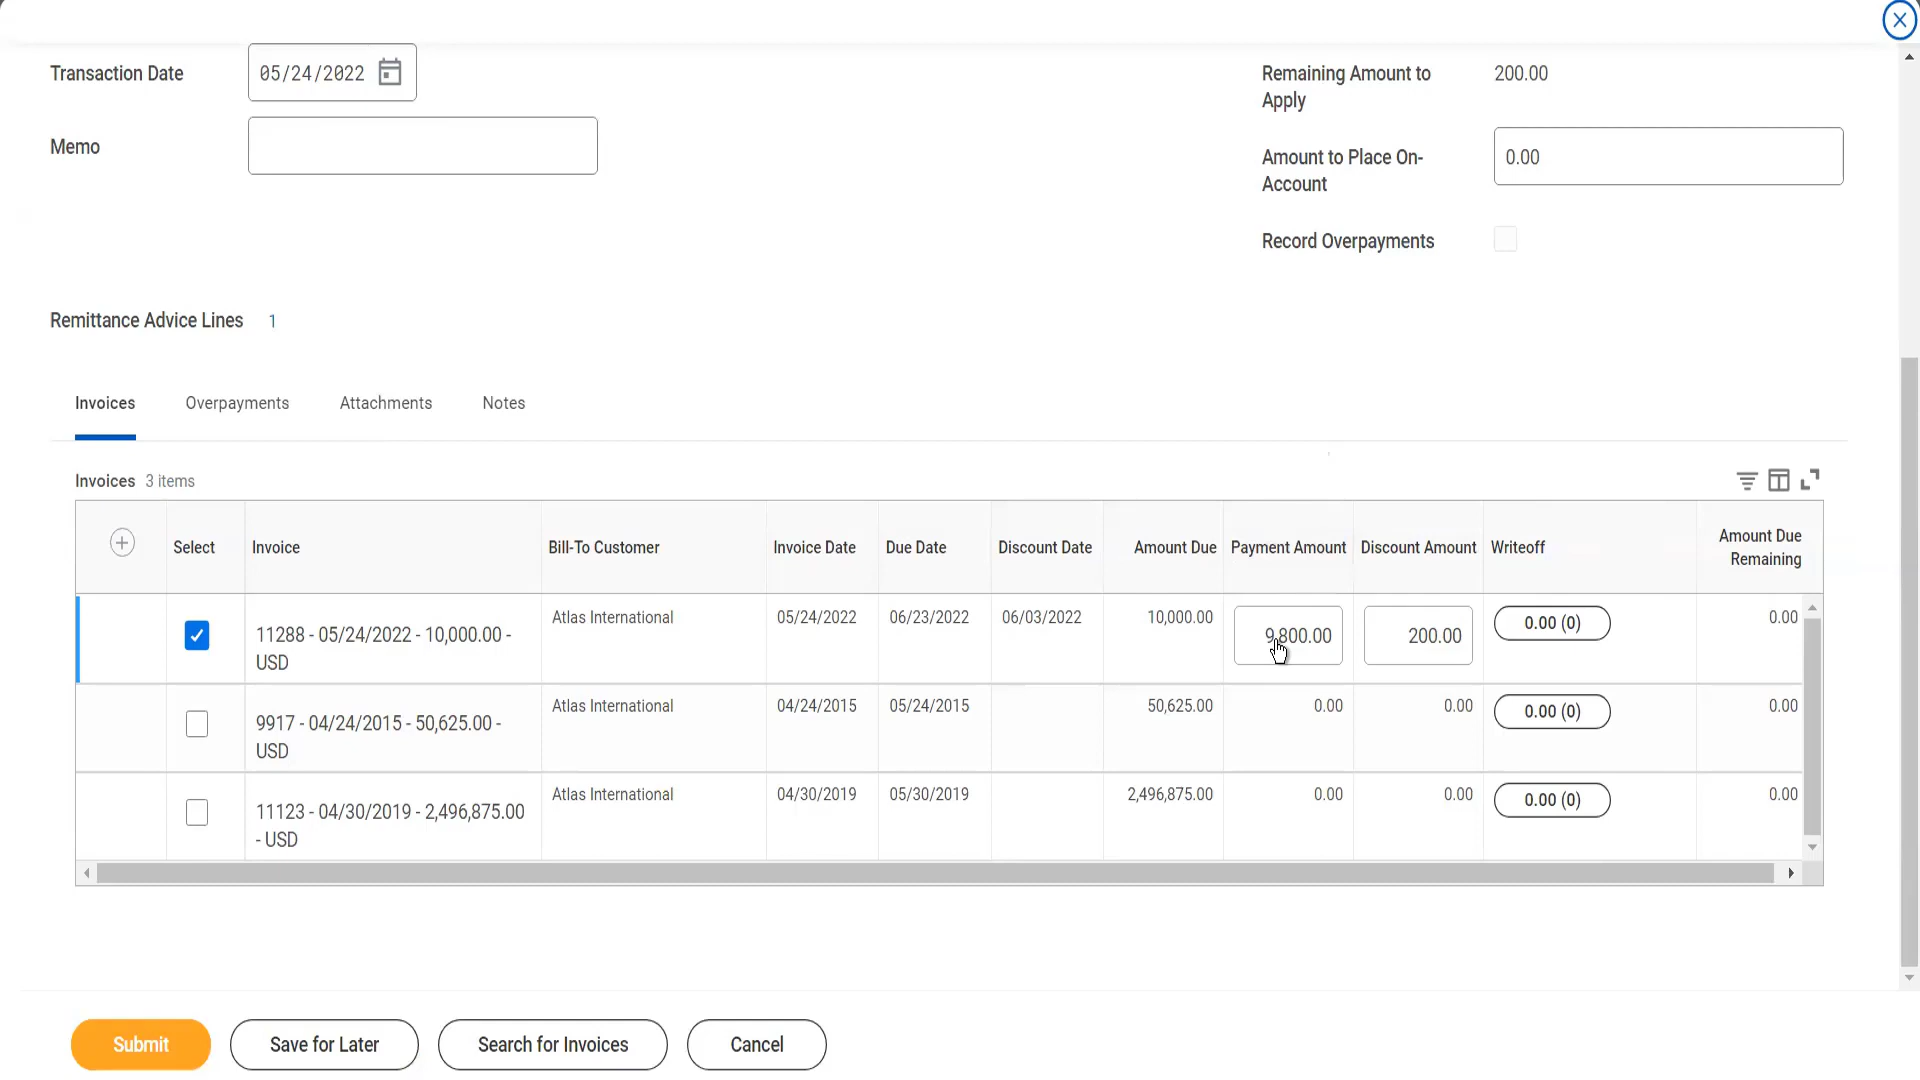 Transaction Date
05/24/2022
Remaining Amount to
Apply
200.00
Memo
Amount to Place On-
Account
0.00
Record Overpayments
Remittance Advice Lines 1
Invoices Overpayments Attachments Notes
Invoices 3 items
Select Invoice Bill-To Customer Invoice Date Due Date Discount Date Amount Due Payment Amount Discount Amount Writeoff Amount Due
Remaining
11288 - 05/24/2022 - 10,000.00 -
USD
Atlas International 05/24/2022 06/23/2022 06/03/2022 10,000.00 9,800.00 200.00 0.00 (0) 0.00
9917 - 04/24/2015 - 50,625.00 -
USD
Atlas International 04/24/2015 05/24/2015 50,625.00 0.00 0.00 0.00 (0) 0.00
11123 - 04/30/2019 - 2,496,875.00
- USD
Atlas International 04/30/2019 05/30/2019 2,496,875.00 0.00 0.00 0.00 (0) 0.00
Submit Save for Later Search for Invoices Cancel